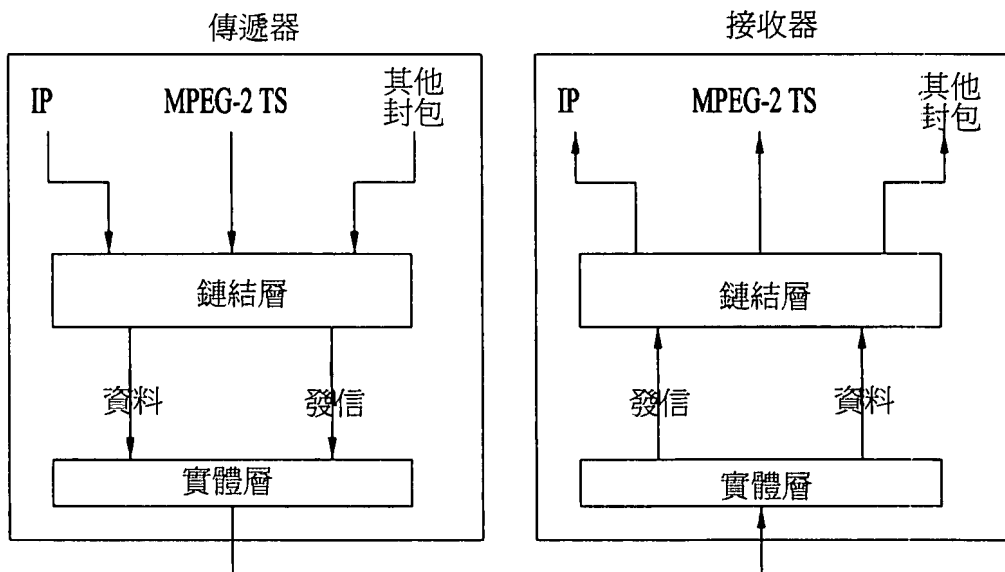 傳遞器
IP
MPEG-2 TS
其他
封包
鏈結層
資料
發信
實體層
接收器
IP
MPEG-2 TS
其他
封包
鏈結層
發信
資料
實體層